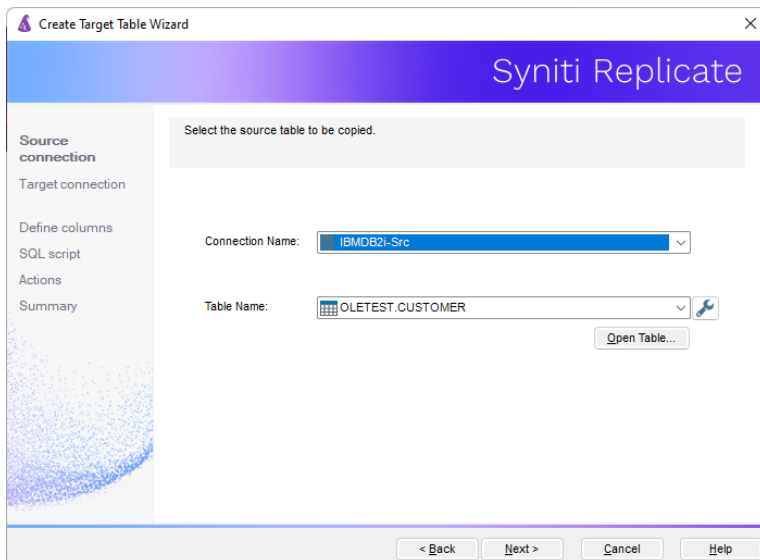 Create Target Table Wizard
Syniti Replicate
Source
connection
Target connection
Define columns
SQL script
Actions
Summary
Select the source table to be copied.
Connection Name:
IBMDB2i-Src
Table Name:
OLETEST.CUSTOMER
Open Table...
< Back
Next >
Cancel
Help